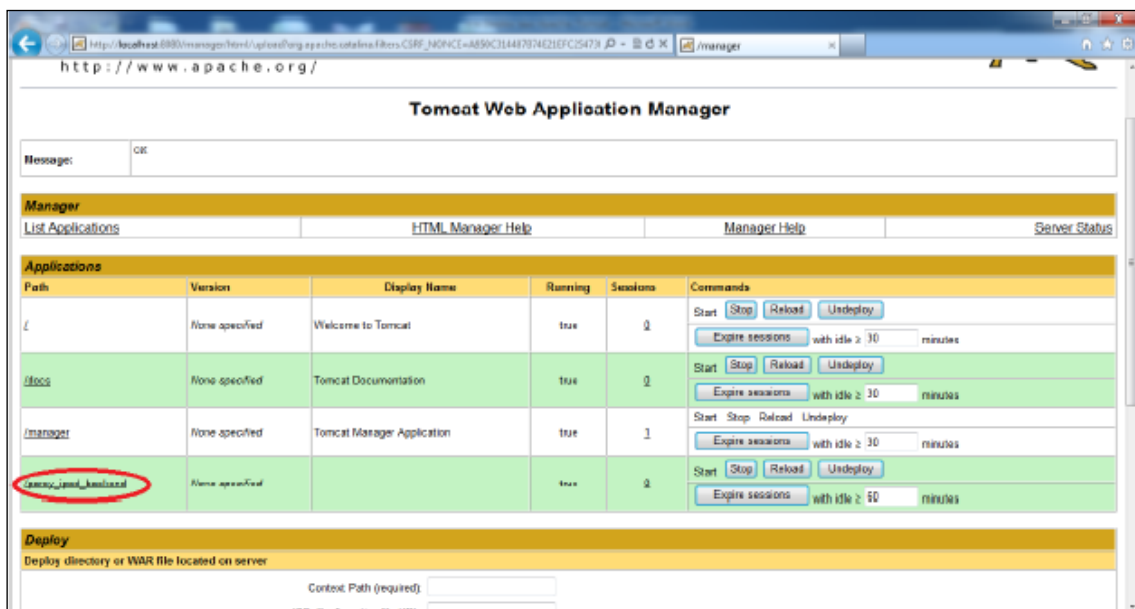 /manager
http://www.apache.org/
Tomcat Web Application Manager
Message:
OK
Manager
List Applications HTML Manager Help Manager Help Server Status
Applications
Path Version Display Name Running Sessions Commands
/ None specified Welcome to Tomcat true 0 Start Stop Reload Undeploy
Expire sessions with idle ≥ 30 minutes
/docs None specified Tomcat Documentation true 0 Start Stop Reload Undeploy
Expire sessions with idle ≥ 30 minutes
/manager None specified Tomcat Manager Application true 1 Start Stop Reload Undeploy
Expire sessions with idle ≥ 30 minutes
None specified true 0 Start Stop Reload Undeploy
Expire sessions with idle ≥ 60 minutes
Deploy
Deploy directory or WAR file located on server
Context Path (required):